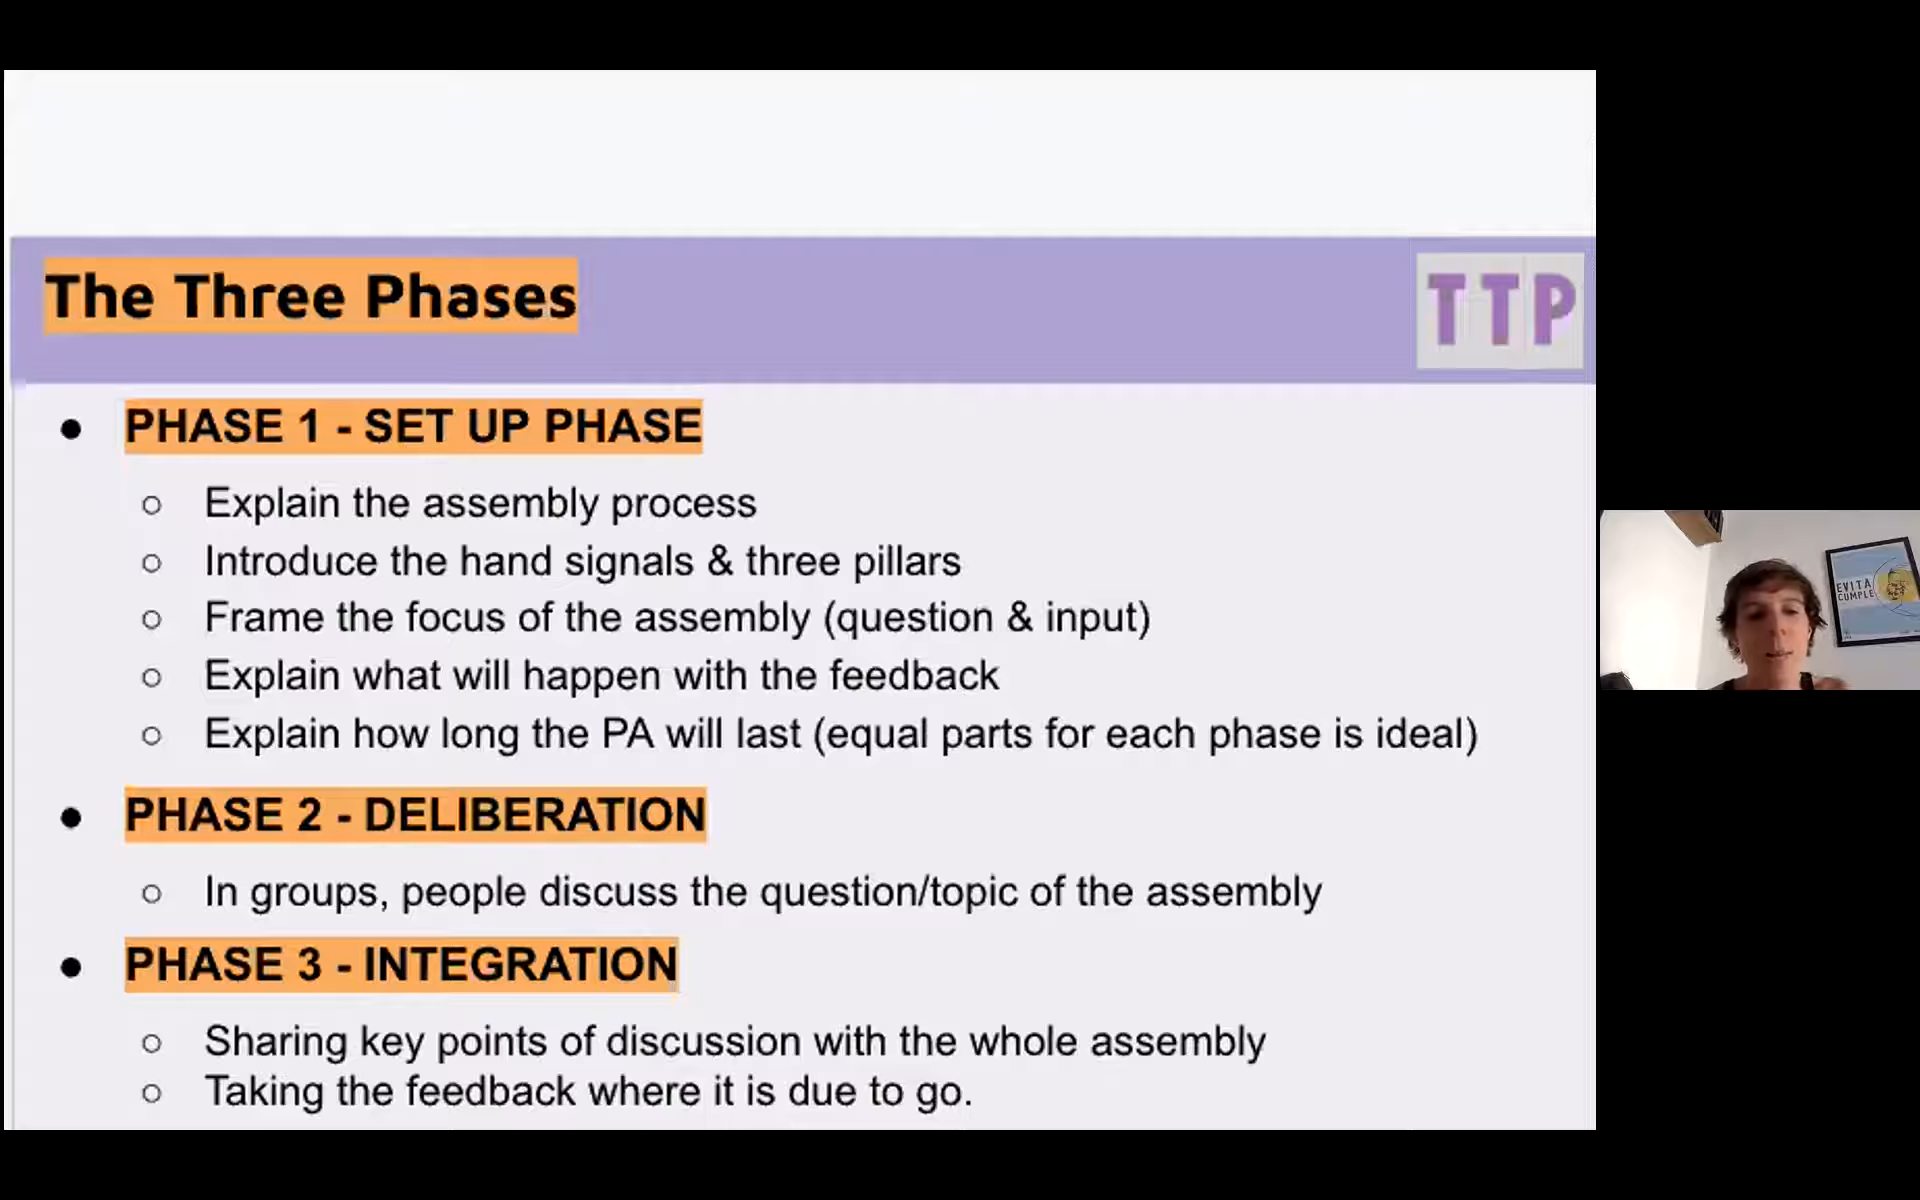 The Three Phases
TTP
● PHASE 1 - SET UP PHASE
○ Explain the assembly process
○ Introduce the hand signals & three pillars
○ Frame the focus of the assembly (question & input)
○ Explain what will happen with the feedback
○ Explain how long the PA will last (equal parts for each phase is ideal)
● PHASE 2 - DELIBERATION
○ In groups, people discuss the question/topic of the assembly
● PHASE 3 - INTEGRATION
○ Sharing key points of discussion with the whole assembly
○ Taking the feedback where it is due to go.
EVITA
CUMPLE